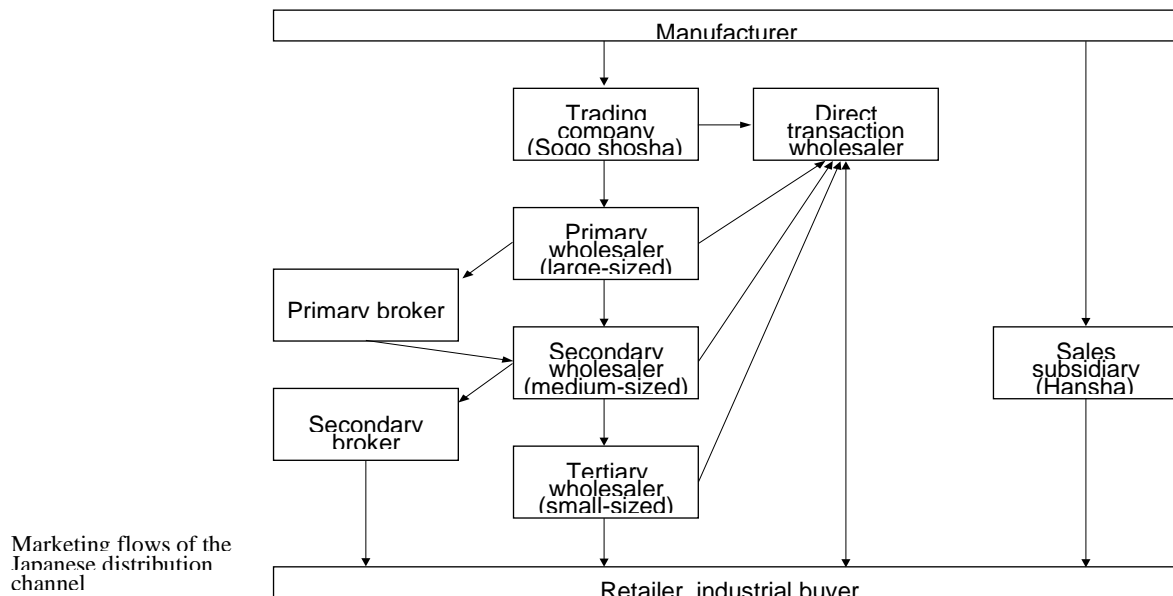 Manufacturer
Trading
company
(Sogo shosha)
Direct
transaction
wholesaler
Primary
wholesaler
(large-sized)
Primary broker
Secondary
wholesaler
(medium-sized)
Sales
subsidiary
(Hansha)
Secondary
broker
Tertiary
wholesaler
(small-sized)
Marketing flows of the
Japanese distribution
channel
Retailer, industrial buyer